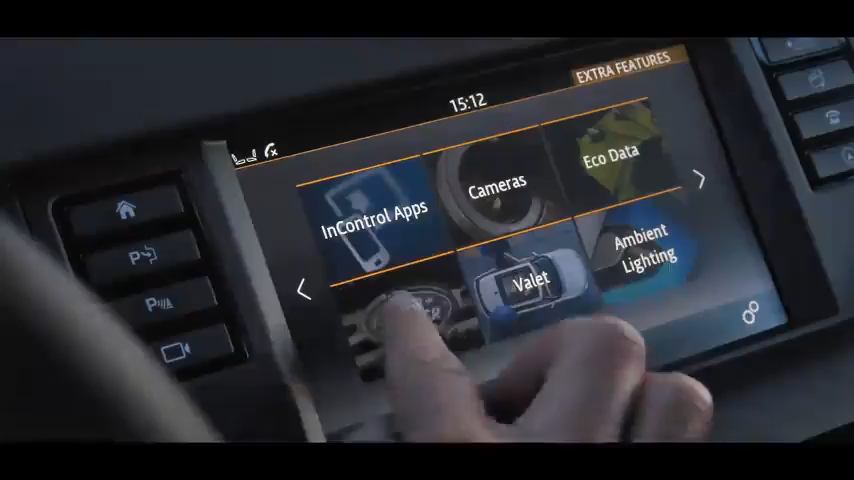 EXTRA FEATURES
15:12
InControl Apps
Cameras
Eco Data
Valet
Ambient
Lighting
P
P